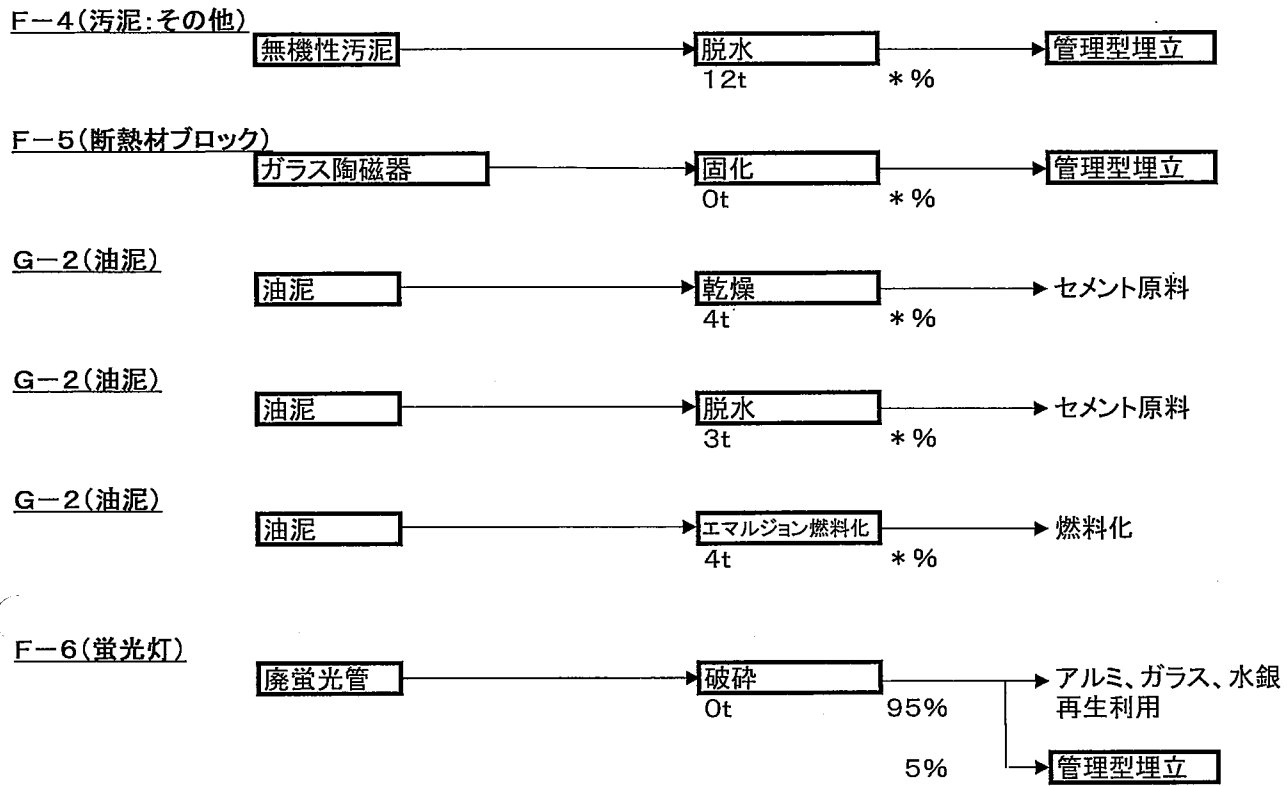 F－4(汚泥：その他)
無機性汚泥 脱水 管理型埋立
12t ＊％
F－5(断熱材ブロック)
ガラス陶磁器 固化 管理型埋立
0t ＊％
G－2(油泥)
油泥 乾燥 セメント原料
4t ＊％
G－2(油泥)
油泥 脱水 セメント原料
3t ＊％
G－2(油泥)
油泥 エマルジョン燃料化 燃料化
4t ＊％
F－6(蛍光灯)
廃蛍光管 破砕 アルミ、ガラス、水銀
0t 95％ 再生利用
5％ 管理型埋立